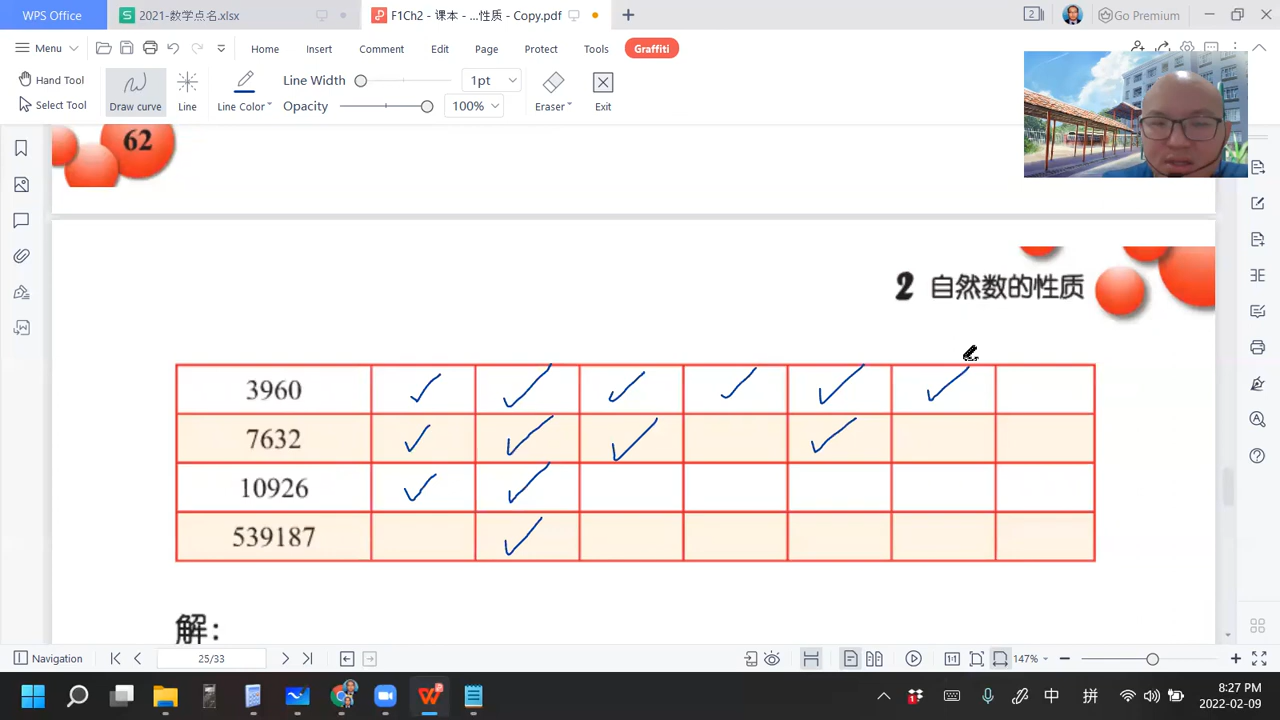 WPS Office
2021-数学点名.xlsx
F1Ch2 - 课本 - ...性质 - Copy.pdf
2
Go Premium
Menu
Home
Insert
Comment
Edit
Page
Protect
Tools
Graffiti
Hand Tool
Select Tool
Draw curve
Line
Line Color
Line Width
1pt
Opacity
100%
Eraser
Exit
62
2 自然数的性质
3960 ✓ ✓ ✓ ✓ ✓ ✓
7632 ✓ ✓ ✓ ✓
10926 ✓ ✓
539187 ✓
解:
Navigation
25/33
1:1
147%
中
拼
8:27 PM
2022-02-09